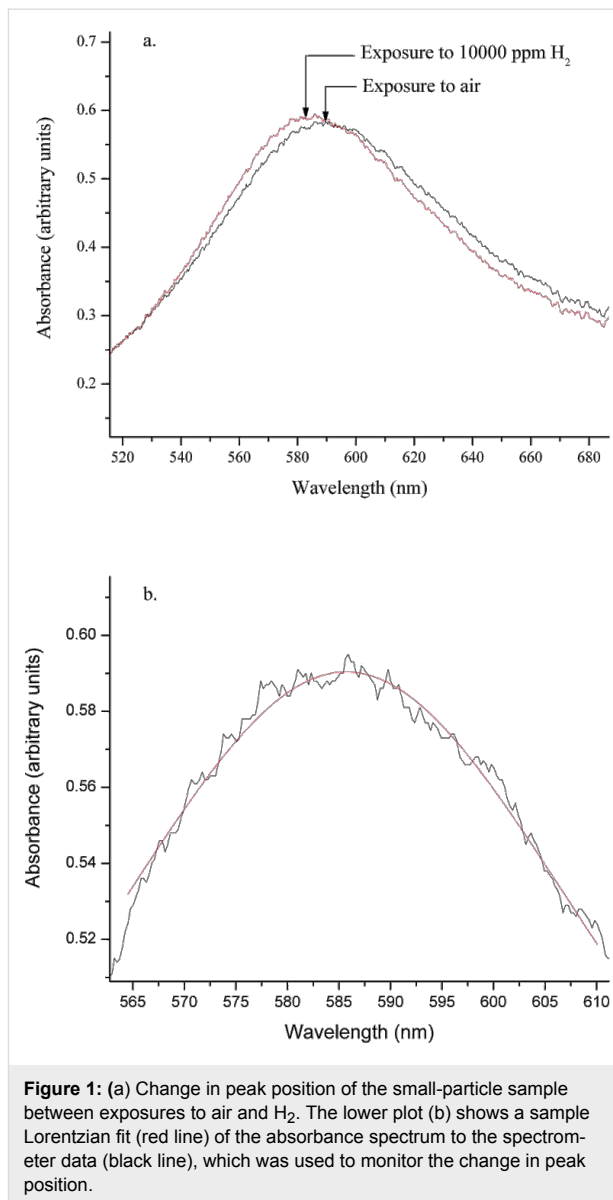 a.
Exposure to 10000 ppm H₂
Exposure to air
0.7
0.6
0.5
0.4
0.3
0.2
Absorbance (arbitrary units)
520 540 560 580 600 620 640 660 680
Wavelength (nm)
b.
0.60
0.58
0.56
0.54
0.52
Absorbance (arbitrary units)
565 570 575 580 585 590 595 600 605 610
Wavelength (nm)
Figure 1: (a) Change in peak position of the small-particle sample
between exposures to air and H₂. The lower plot (b) shows a sample
Lorentzian fit (red line) of the absorbance spectrum to the spectrom-
eter data (black line), which was used to monitor the change in peak
position.